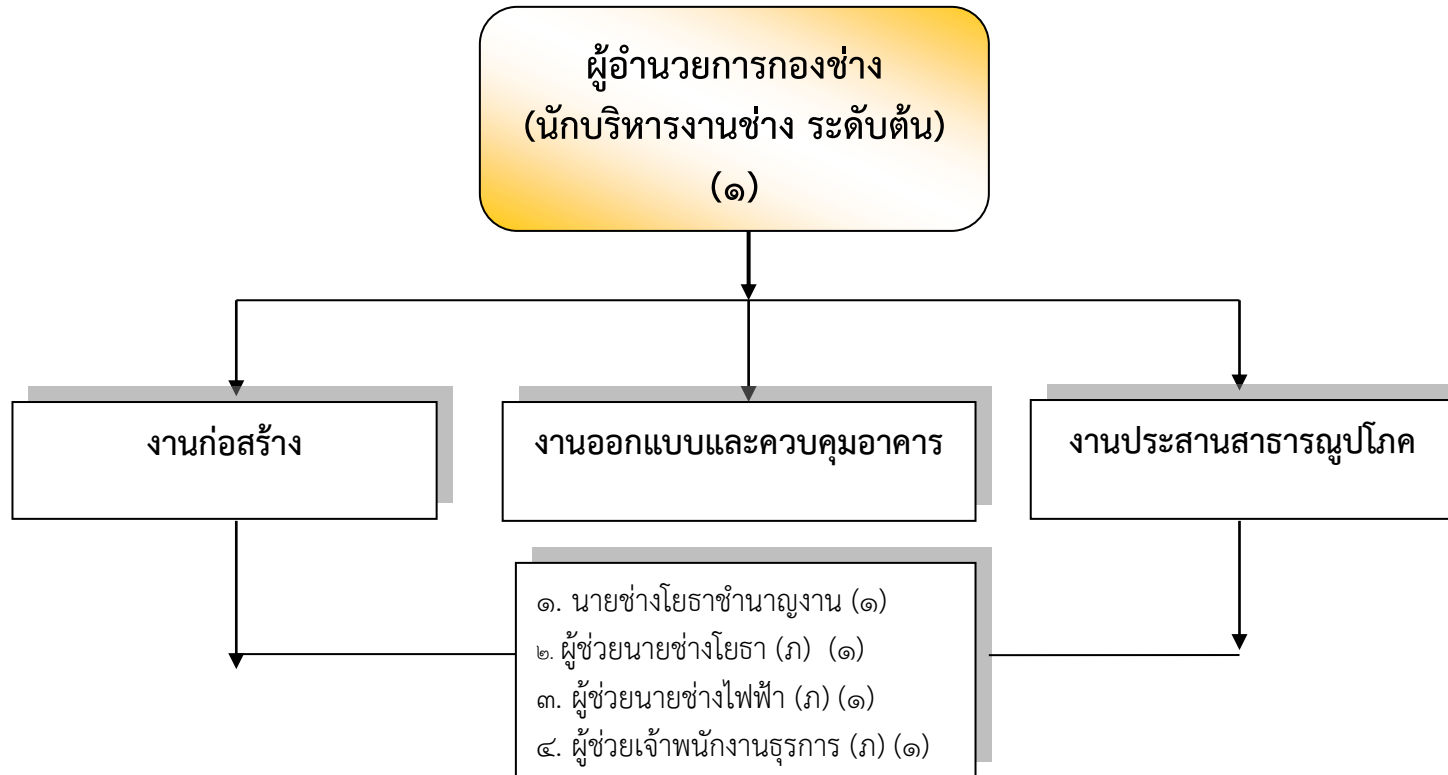 ผู้อำนวยการกองช่าง
(นักบริหารงานช่าง ระดับต้น)
(๑)
งานก่อสร้าง
งานออกแบบและควบคุมอาคาร
งานประสานสาธารณูปโภค
๑. นายช่างโยธาชำนาญงาน (๑)
๒. ผู้ช่วยนายช่างโยธา (ภ) (๑)
๓. ผู้ช่วยนายช่างไฟฟ้า (ภ) (๑)
๔. ผู้ช่วยเจ้าพนักงานธุรการ (ภ) (๑)